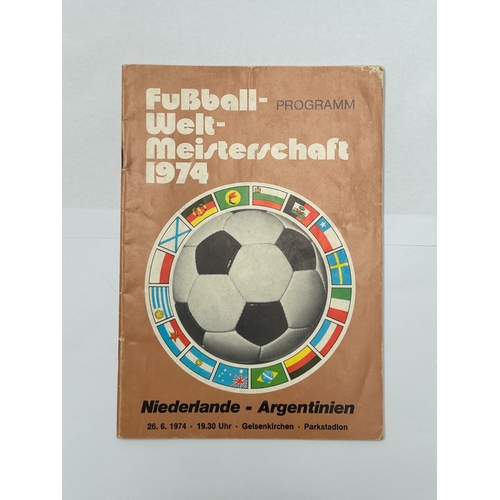 Fußball-
PROGRAMM
Welt-
Meisterschaft
1974
Niederlande - Argentinien
26. 6. 1974 · 19.30 Uhr · Gelsenkirchen · Parkstadion